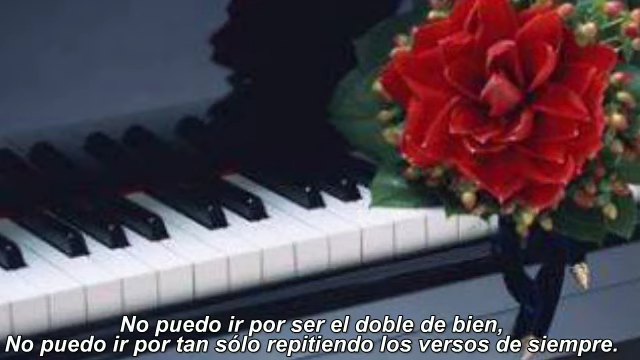 No puedo ir por ser el doble de bien,
No puedo ir por tan sólo repitiendo los versos de siempre.